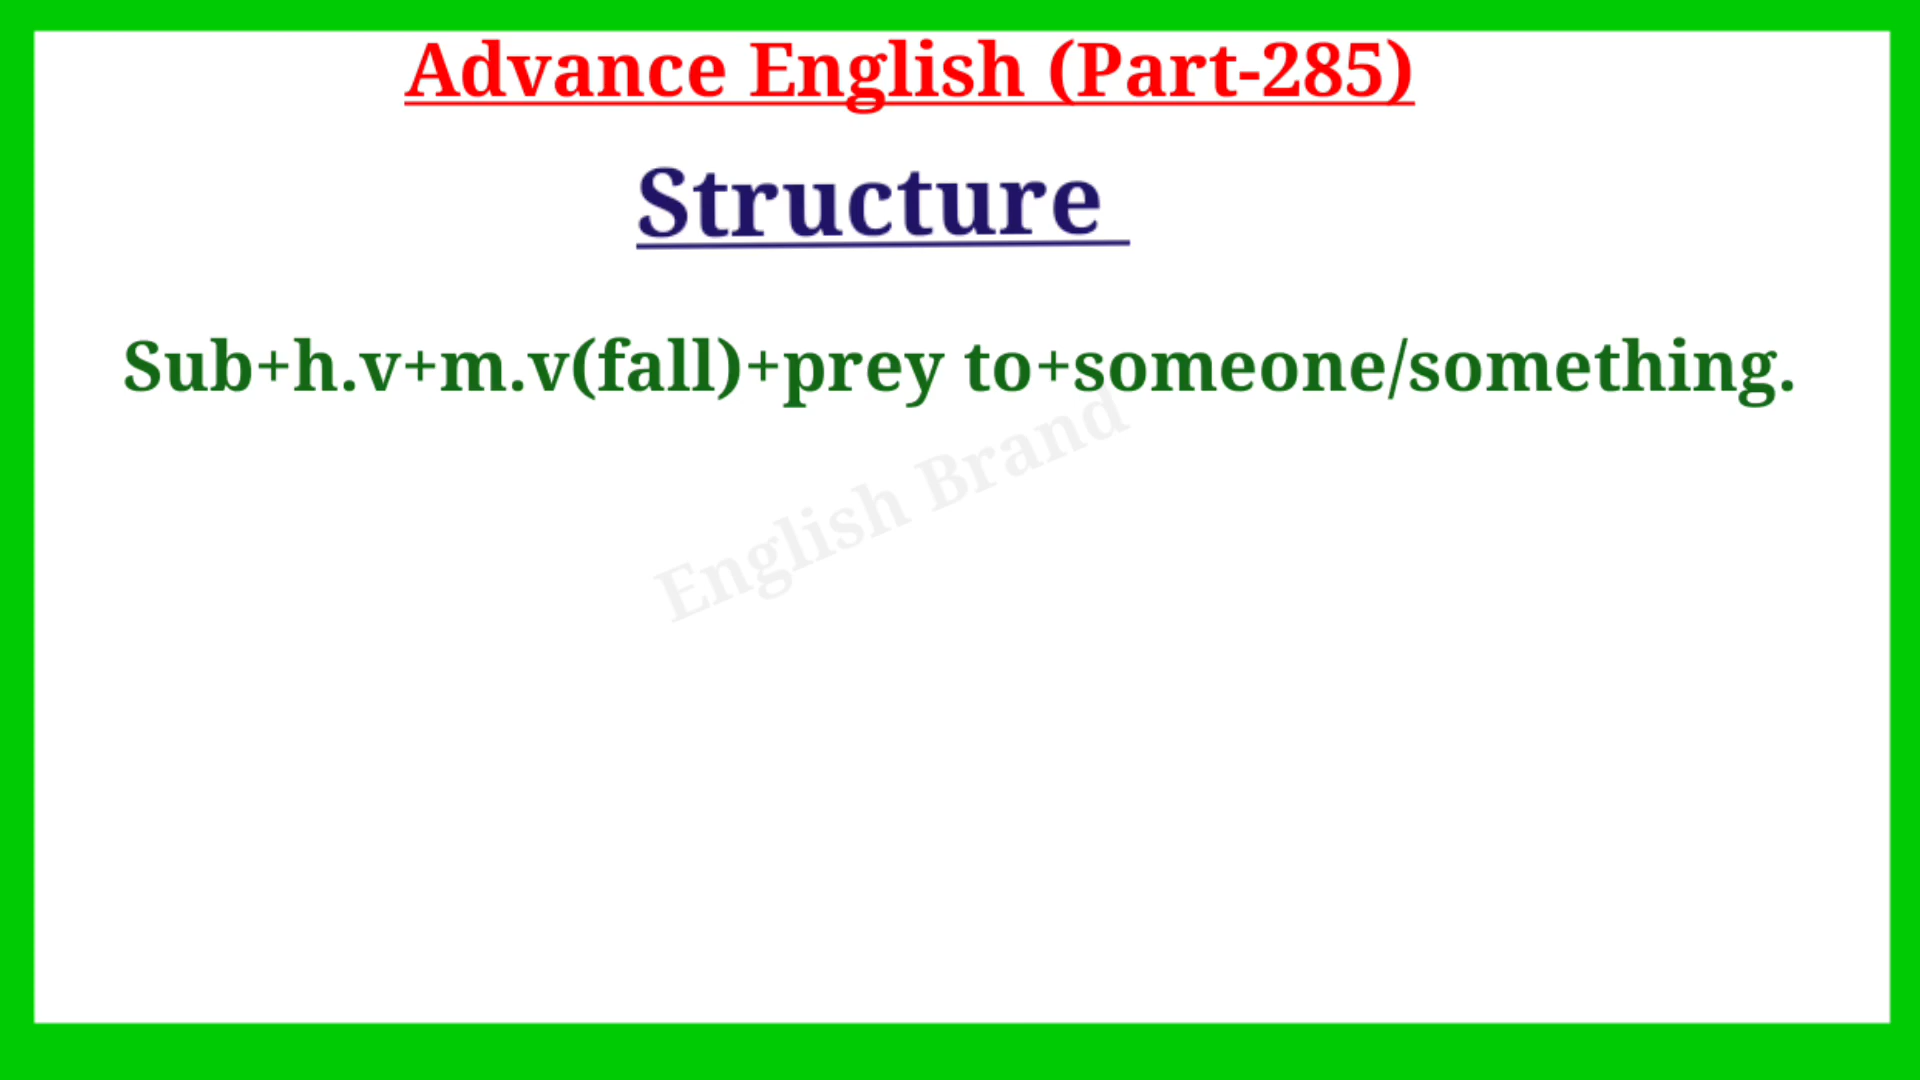 Advance English (Part-285)
Structure
Sub+h.v+m.v(fall)+prey to+someone/something.
English Brand